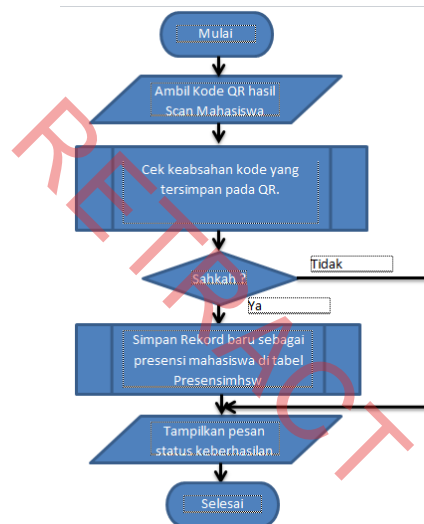 Mulai
Ambil Kode QR hasil
Scan Mahasiswa
Cek keabsahan kode yang
tersimpan pada QR.
Sahkah ?
Tidak
Ya
Simpan Rekord baru sebagai
presensi mahasiswa di tabel
Presensimhsw
Tampilkan pesan
status keberhasilan
Selesai
RETRACT